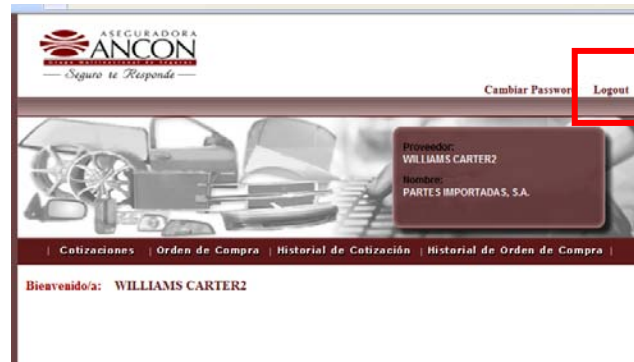 ASEGURADORA
ANCON
Seguro te Responde
Cambiar Passwor Logout
Proveedor:
WILLIAMS CARTER2
Nombre:
PARTES IMPORTADAS, S.A.
| Cotizaciones | Orden de Compra | Historial de Cotización | Historial de Orden de Compra |
Bienvenido/a: WILLIAMS CARTER2